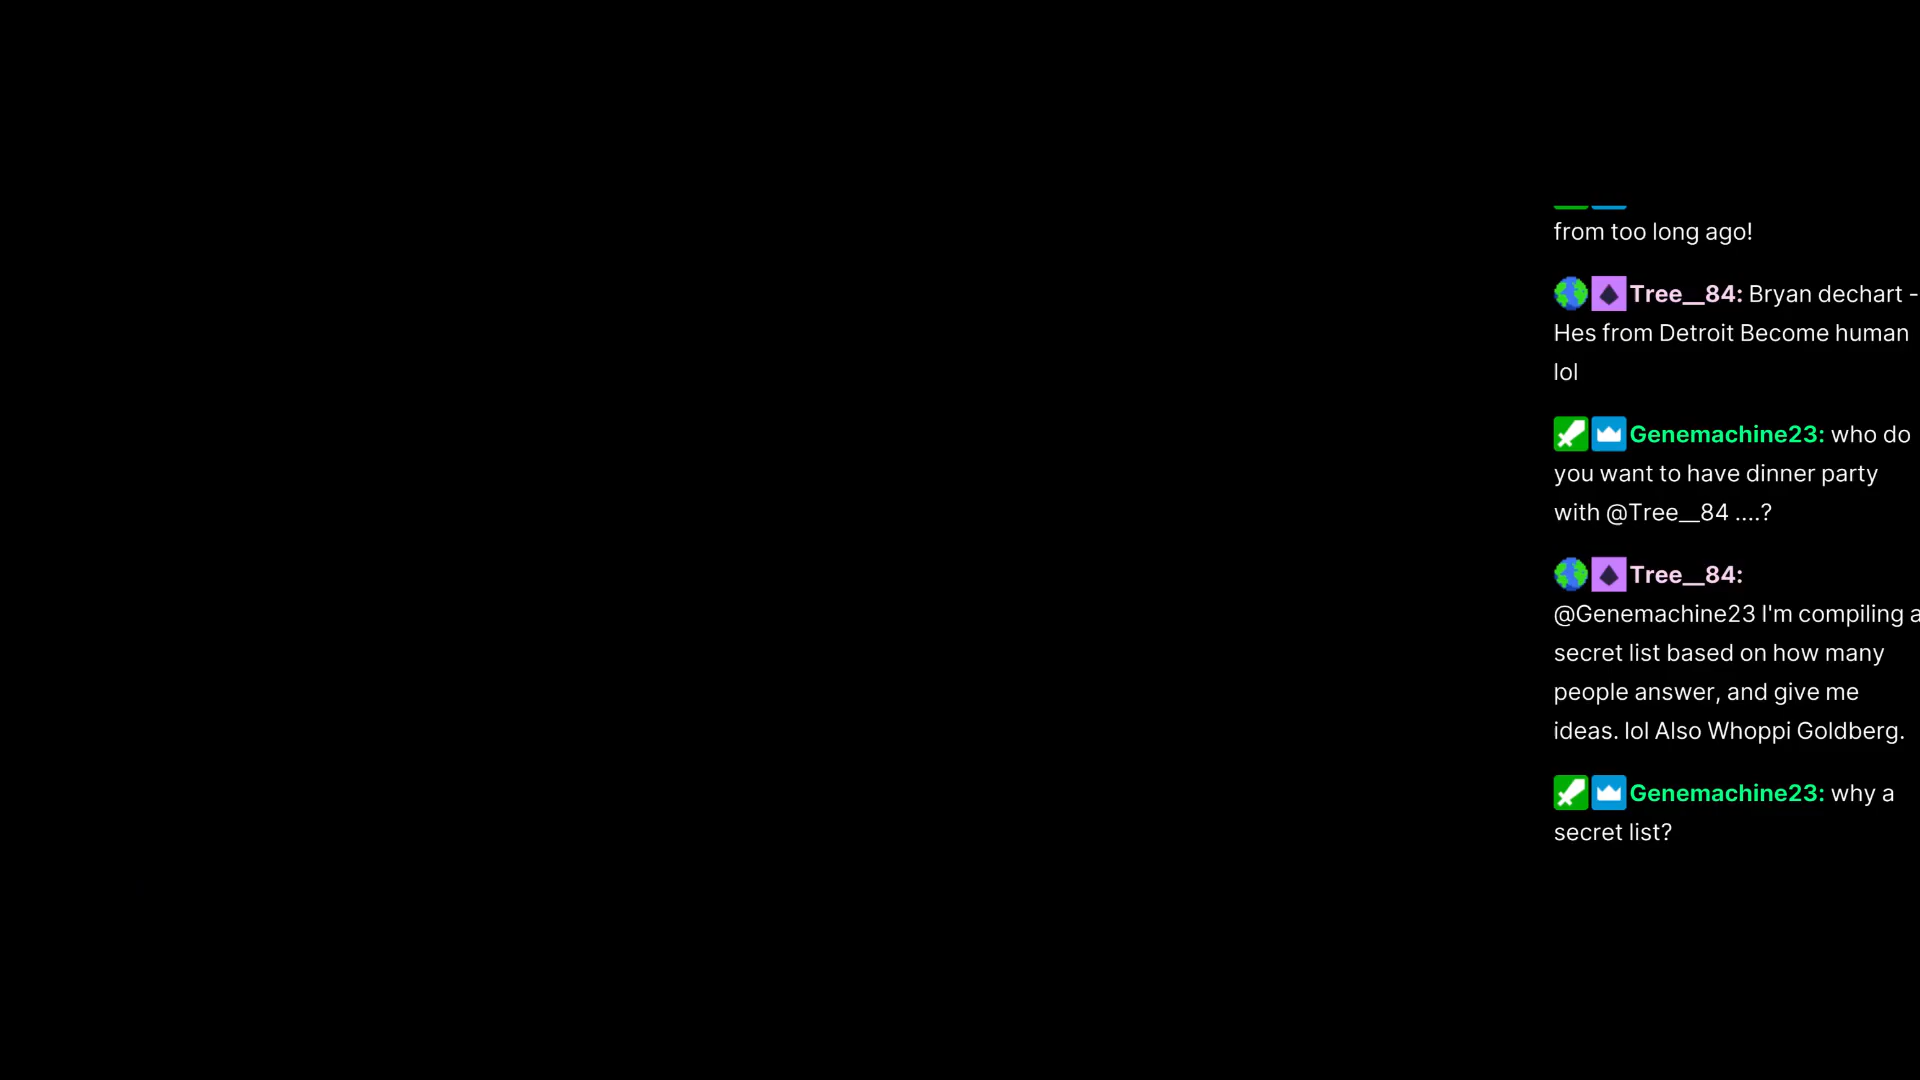 from too long ago!
Tree__84: Bryan dechart -
Hes from Detroit Become human
lol
Genemachine23: who do
you want to have dinner party
with @Tree__84 ....?
Tree__84:
@Genemachine23 I'm compiling a
secret list based on how many
people answer, and give me
ideas. lol Also Whoppi Goldberg.
Genemachine23: why a
secret list?